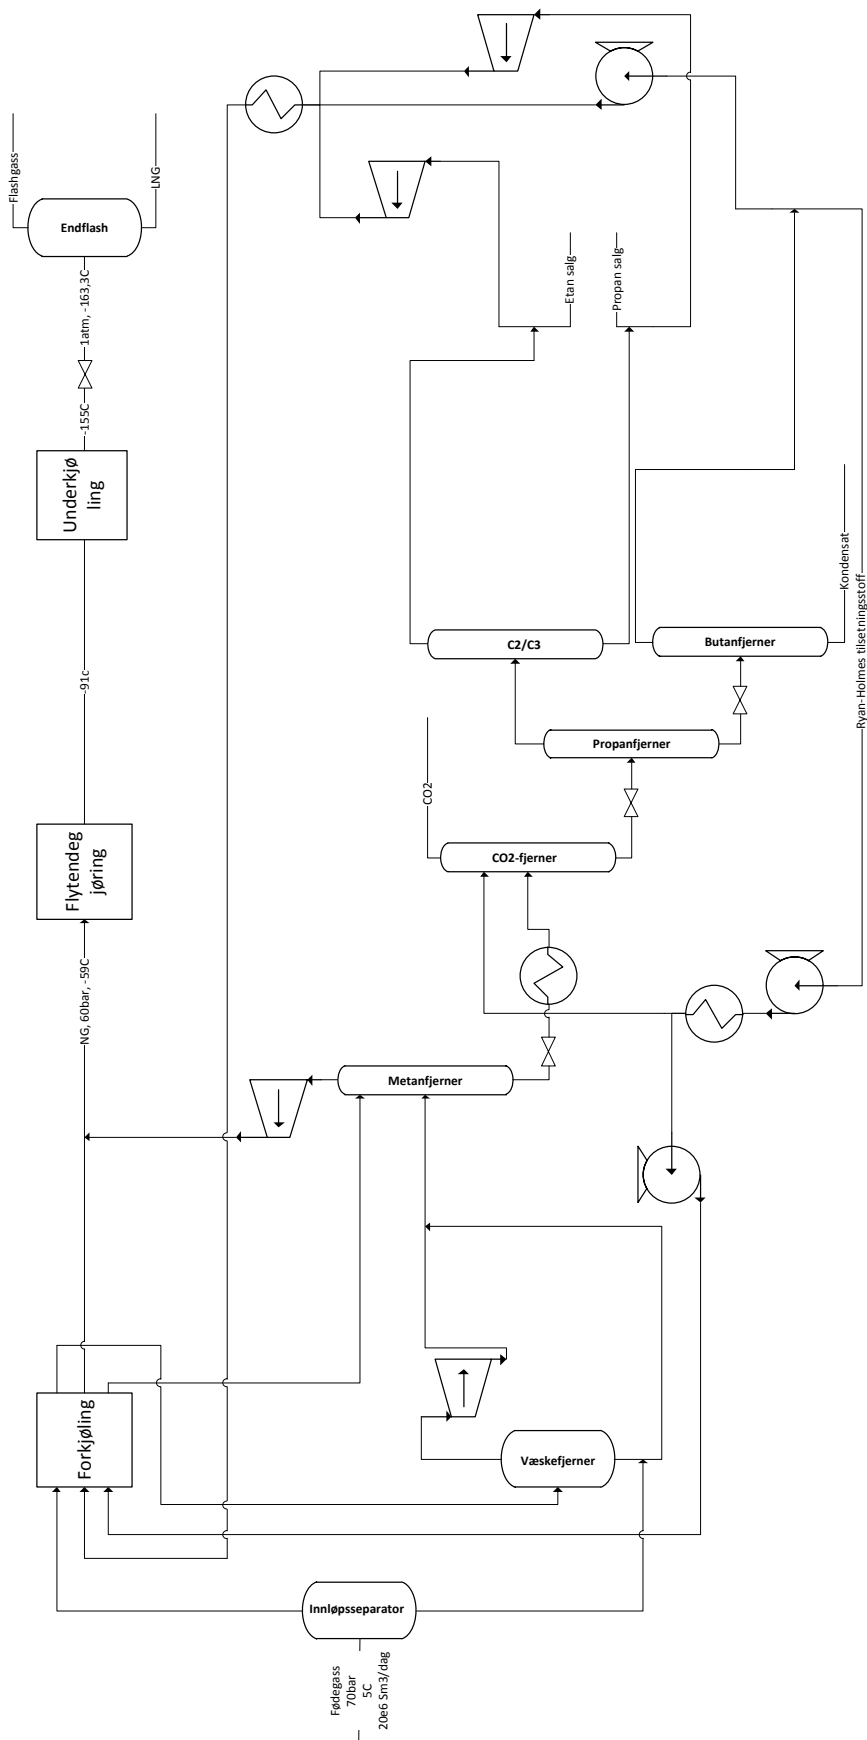 Flashgass
LNG
Endflash
1atm, -163,3C
-155C
Etan salg
Propan salg
Underkjø
ling
Kondensat
C2/C3
Butanfjerner
-91c
Ryan-Holmes tilsetningsstoff
Propanfjerner
CO2
Flytendeg
jøring
CO2-fjerner
NG, 60bar, -59C
Metanfjerner
Forkjøling
Væskefjerner
Innløpsseparator
Fødegass
70bar
5C
20e6 Sm3/dag